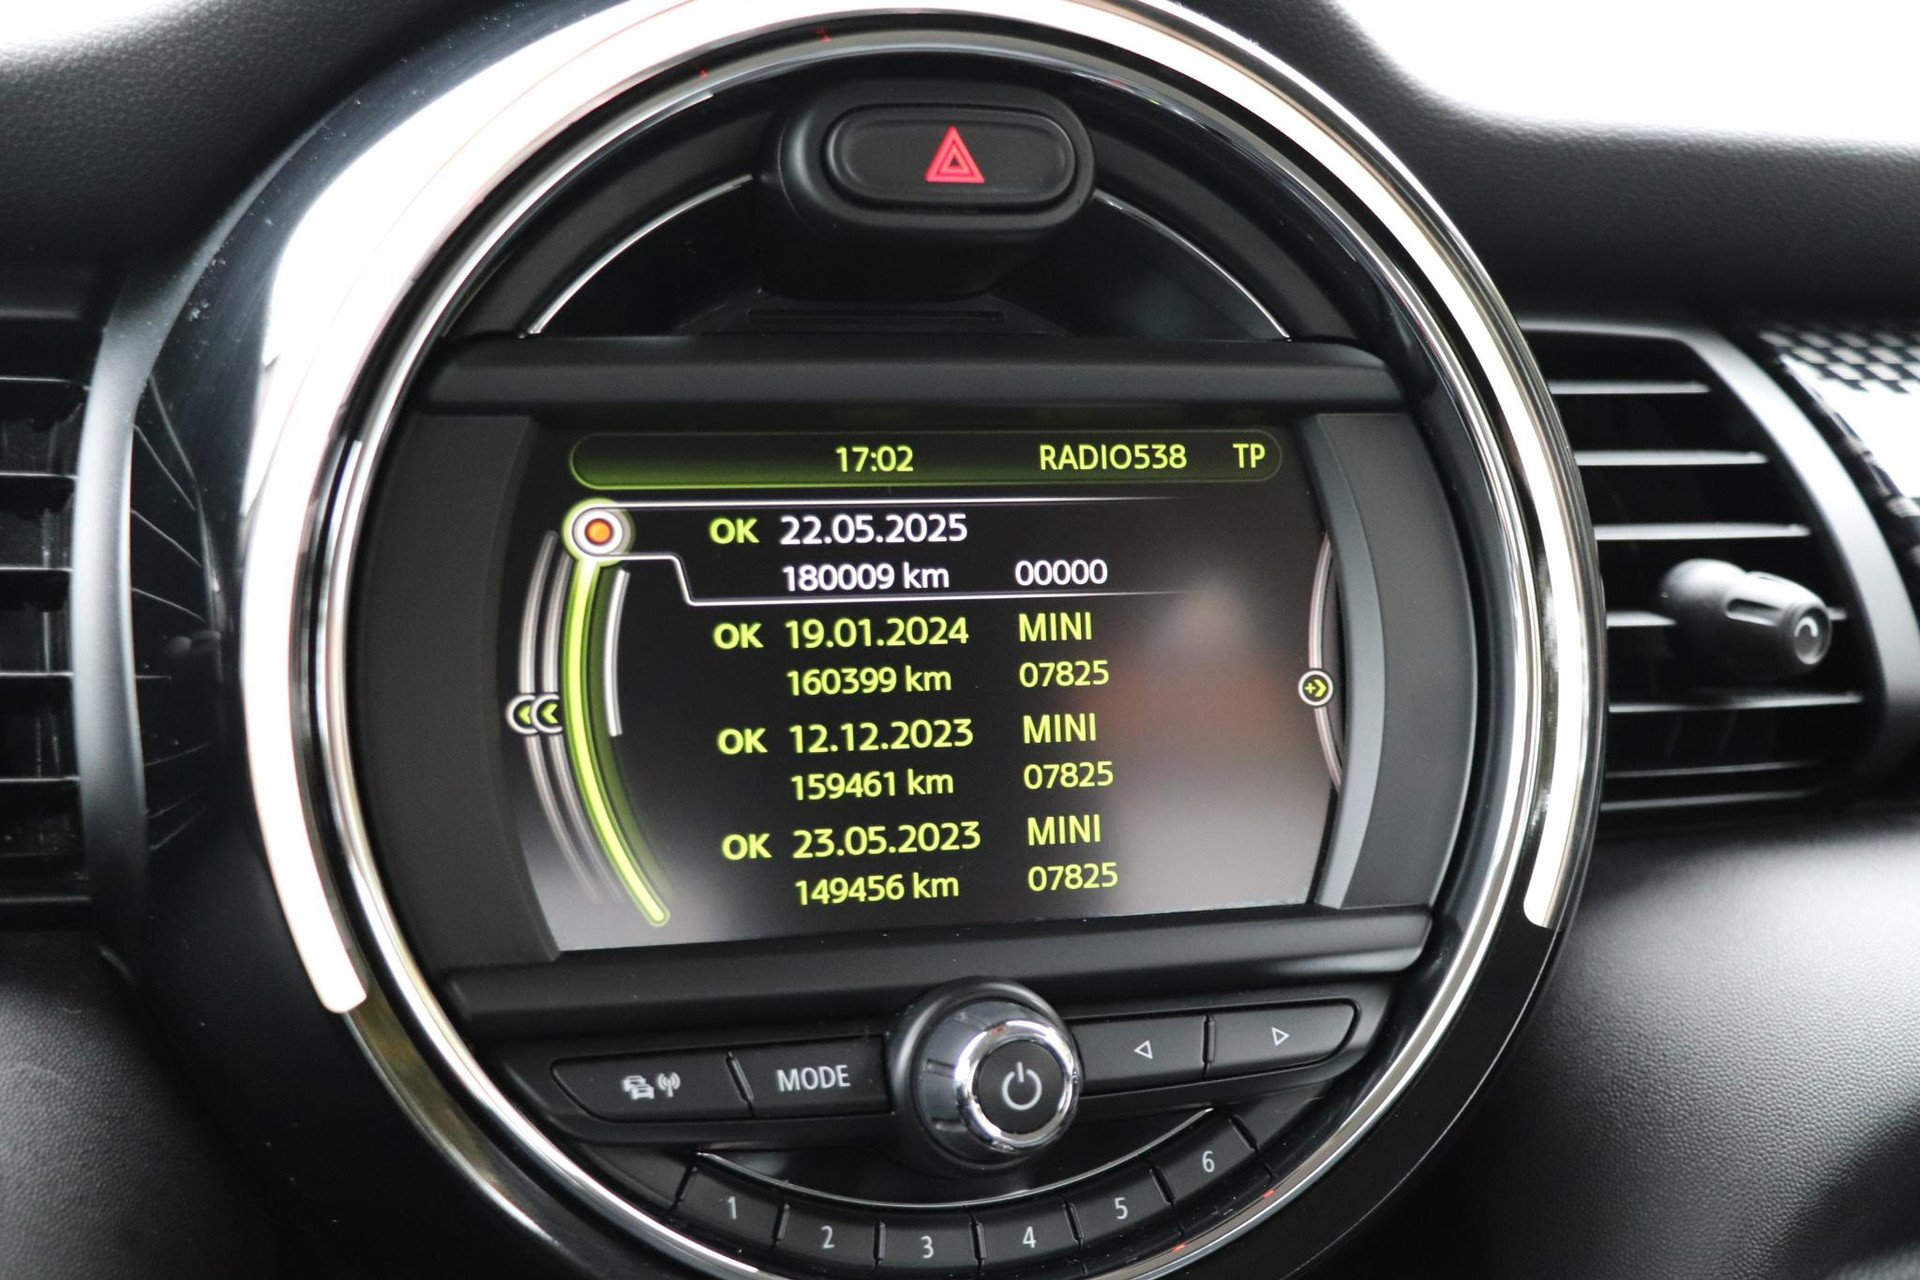 17:02 RADIO538 TP
OK 22.05.2025
180009 km 00000
OK 19.01.2024 MINI
160399 km 07825
OK 12.12.2023 MINI
159461 km 07825
OK 23.05.2023 MINI
149456 km 07825
MODE
1 2 3 4 5 6